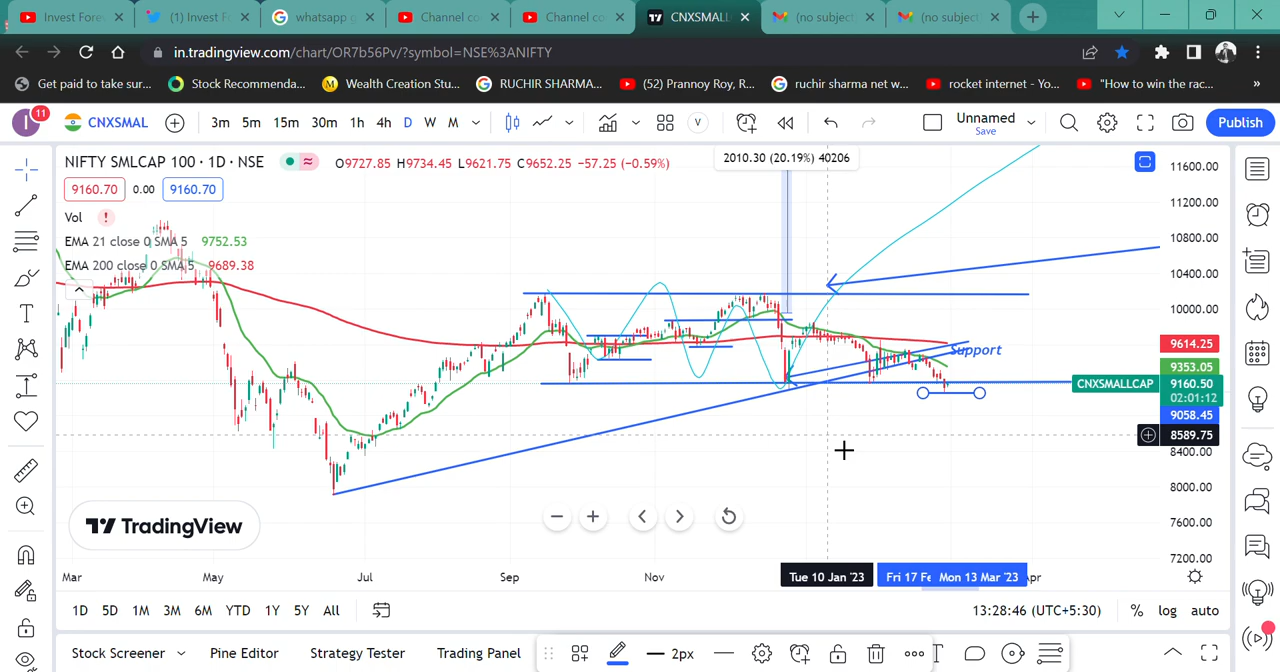 Invest Fore
(1) Invest F
whatsapp g
Channel co
Channel co
CNXSMALL
(no subject
(no subject
in.tradingview.com/chart/OR7b56Pv/?symbol=NSE%3ANIFTY
Get paid to take sur...
Stock Recommenda...
Wealth Creation Stu...
RUCHIR SHARMA...
(52) Prannoy Roy, R...
ruchir sharma net w...
rocket internet - Yo...
"How to win the rac...
»
I
11
CNXSMAL
3m 5m 15m 30m 1h 4h D W M
V
Unnamed
Save
Publish
NIFTY SMLCAP 100 · 1D · NSE
O9727.85 H9734.45 L9621.75 C9652.25 −57.25 (−0.59%)
9160.70 0.00 9160.70
Vol !
EMA 21 close 0 SMA 5 9752.53
EMA 200 close 0 SMA 5 9689.38
2010.30 (20.19%) 40206
Support
11600.00
11200.00
10800.00
10400.00
10000.00
9614.25
9353.05
CNXSMALLCAP 9160.50
02:01:12
9058.45
8589.75
8400.00
8000.00
7600.00
7200.00
TradingView
Mar May Jul Sep Nov Tue 10 Jan '23 Fri 17 Fe Mon 13 Mar '23 pr
1D 5D 1M 3M 6M YTD 1Y 5Y All
13:28:46 (UTC+5:30) % log auto
Stock Screener Pine Editor Strategy Tester Trading Panel
2px
T